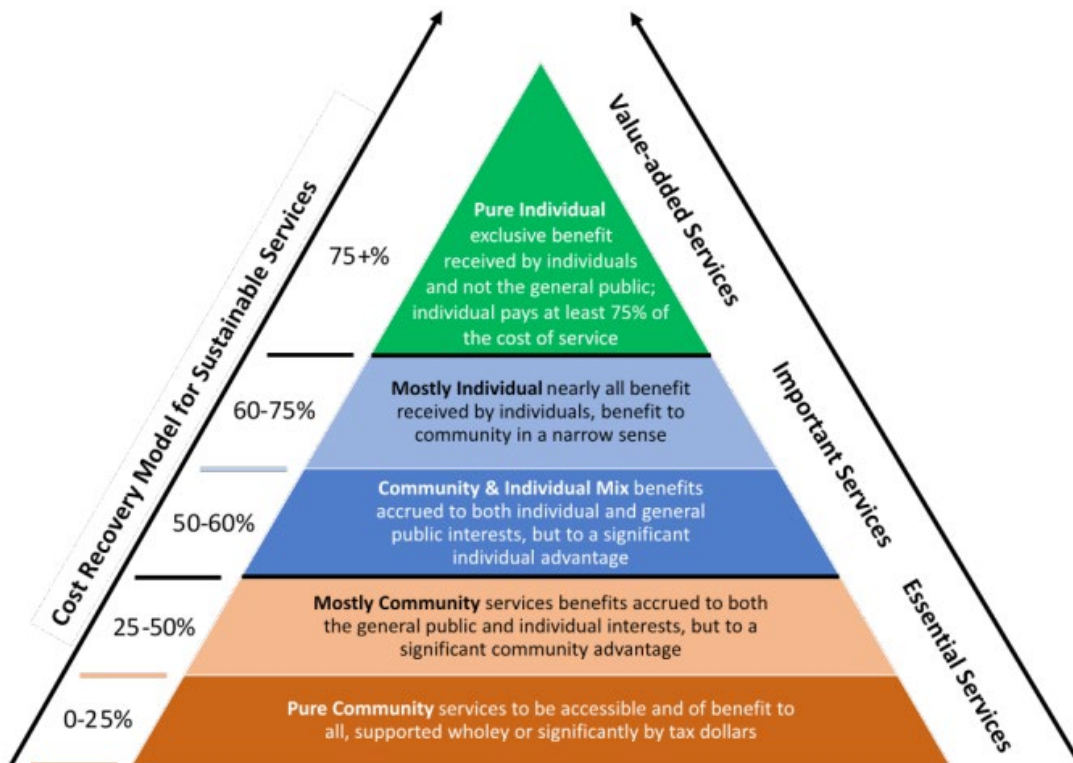 Cost Recovery Model for Sustainable Services
Value-added Services
Important Services
Essential Services
75+%
Pure Individual
exclusive benefit
received by individuals
and not the general public;
individual pays at least 75% of
the cost of service
60-75%
Mostly Individual nearly all benefit
received by individuals, benefit to
community in a narrow sense
50-60%
Community & Individual Mix benefits
accrued to both individual and general
public interests, but to a significant
individual advantage
25-50%
Mostly Community services benefits accrued to both
the general public and individual interests, but to a
significant community advantage
0-25%
Pure Community services to be accessible and of benefit to
all, supported wholey or significantly by tax dollars